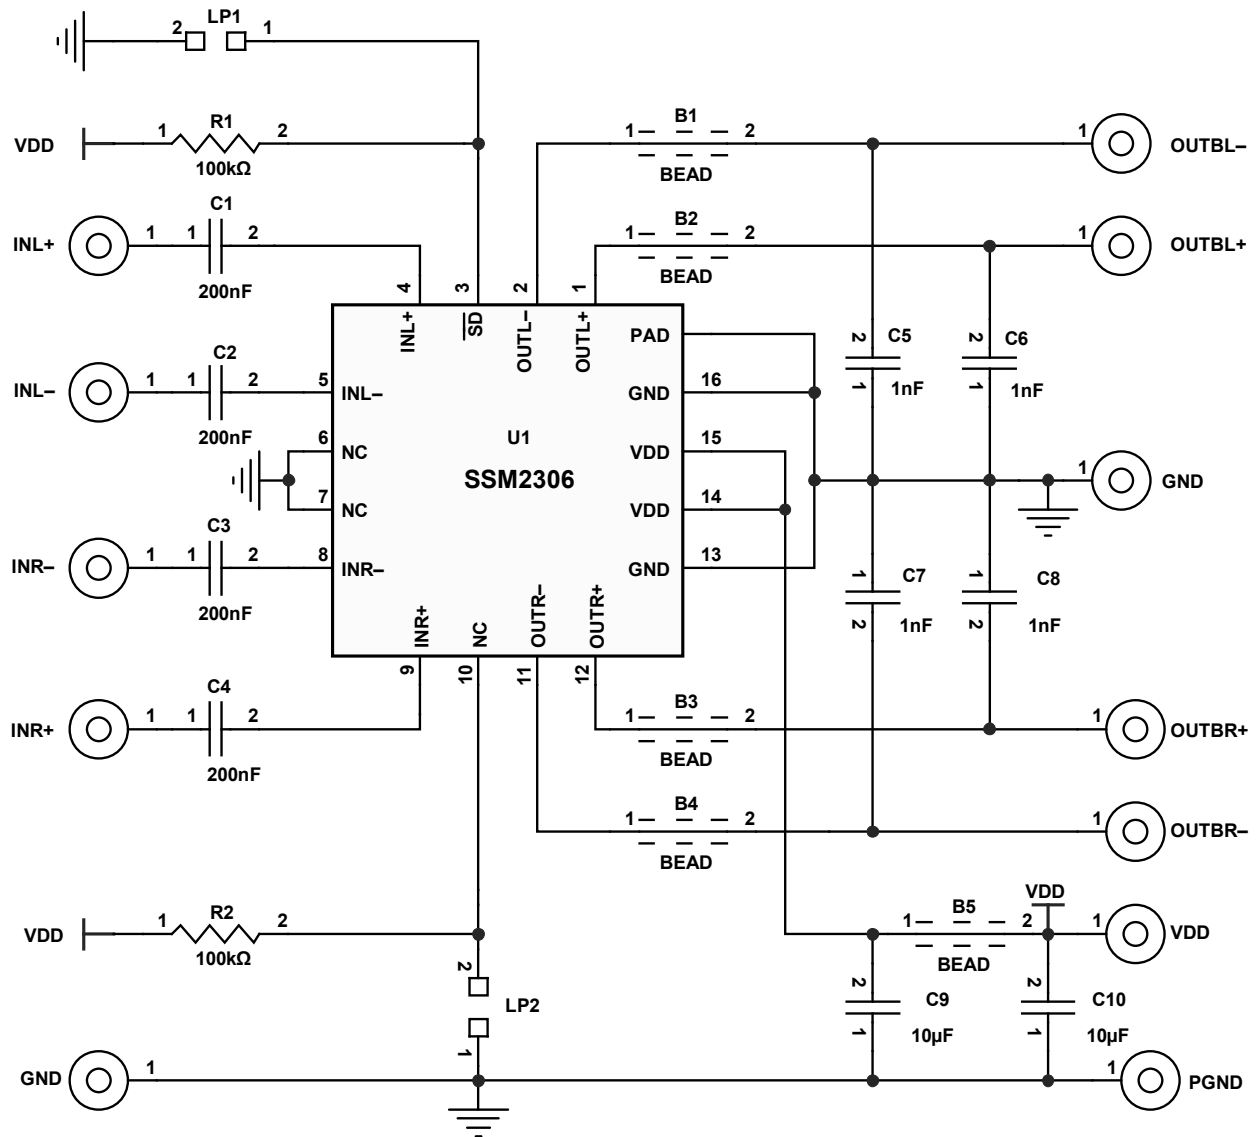 LP1
2
1
VDD
1
R1
2
100kΩ
1
B1
2
BEAD
1
OUTBL–
INL+
1
1
C1
2
200nF
1
B2
2
BEAD
1
OUTBL+
4
3
2
1
INL+
SD
OUTL–
OUTL+
INL–
1
1
C2
2
200nF
5
INL–
6
NC
7
NC
8
INR–
U1
SSM2306
PAD
GND
16
VDD
15
VDD
14
GND
13
2
C5
1
1nF
2
C6
1
1nF
1
GND
INR–
1
1
C3
2
200nF
1
C7
2
1nF
1
C8
2
1nF
INR+
NC
OUTR–
OUTR+
9
10
11
12
INR+
1
1
C4
2
200nF
1
B3
2
BEAD
1
OUTBR+
1
B4
2
BEAD
1
OUTBR–
VDD
1
R2
2
100kΩ
2
LP2
1
1
B5
2
BEAD
VDD
1
VDD
2
C9
1
10µF
2
C10
1
10µF
GND
1
1
PGND